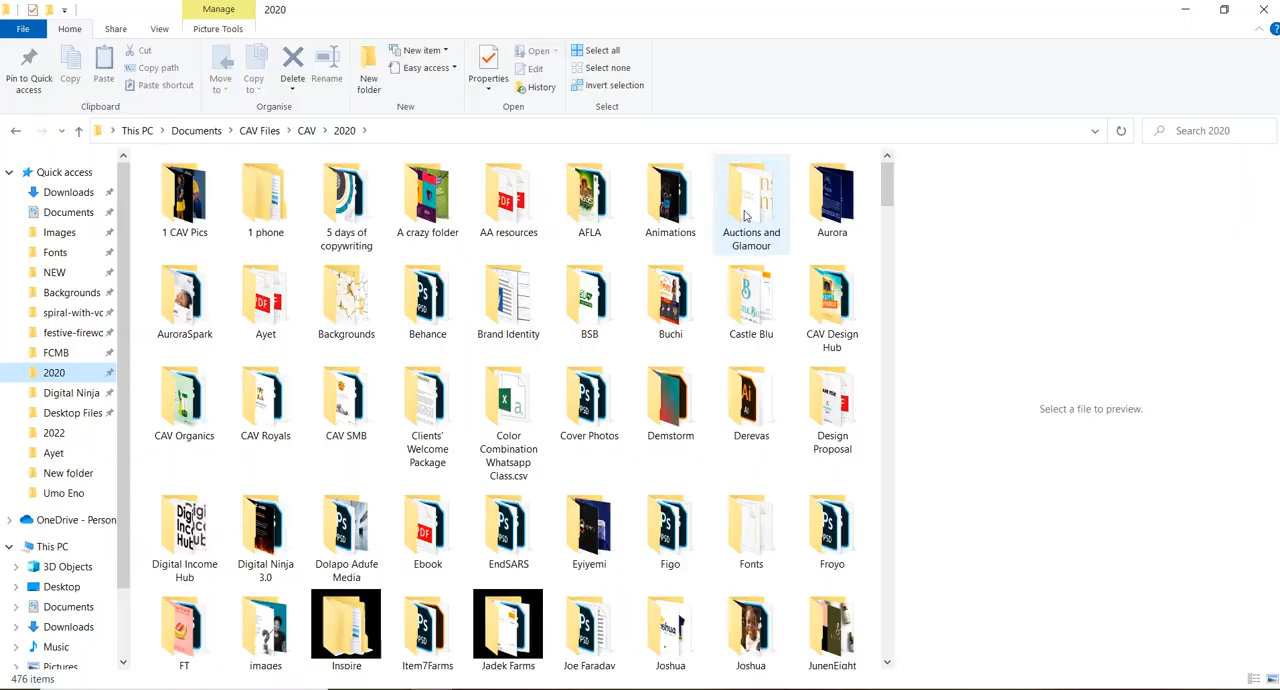 Manage
2020
File
Home
Share
View
Picture Tools
Pin to Quick
access
Copy
Paste
Cut
Copy path
Paste shortcut
Clipboard
Move
to
Copy
to
Delete
Rename
Organise
New
folder
New item
Easy access
New
Properties
Open
Edit
History
Open
Select all
Select none
Invert selection
Select
This PC
Documents
CAV Files
CAV
2020
Search 2020
Quick access
Downloads
Documents
Images
Fonts
NEW
Backgrounds
spiral-with-vc
festive-firewc
FCMB
2020
Digital Ninja
Desktop Files
2022
Ayet
New folder
Umo Eno
OneDrive - Person
This PC
3D Objects
Desktop
Documents
Downloads
Music
Pictures
476 items
1 CAV Pics
1 phone
5 days of
copywriting
A crazy folder
AA resources
AFLA
Animations
Auctions and
Glamour
Aurora
AuroraSpark
Ayet
Backgrounds
Behance
Brand Identity
BSB
Buchi
Castle Blu
CAV Design
Hub
CAV Organics
CAV Royals
CAV SMB
Clients'
Welcome
Package
Color
Combination
Whatsapp
Class.csv
Cover Photos
Demstorm
Derevas
Design
Proposal
Digital Income
Hub
Digital Ninja
3.0
Dolapo Adufe
Media
Ebook
EndSARS
Eyiyemi
Figo
Fonts
Froyo
FT
images
Inspire
Item7Farms
Jadek Farms
Joe Faraday
Joshua
Joshua
JunenEight
Select a file to preview.